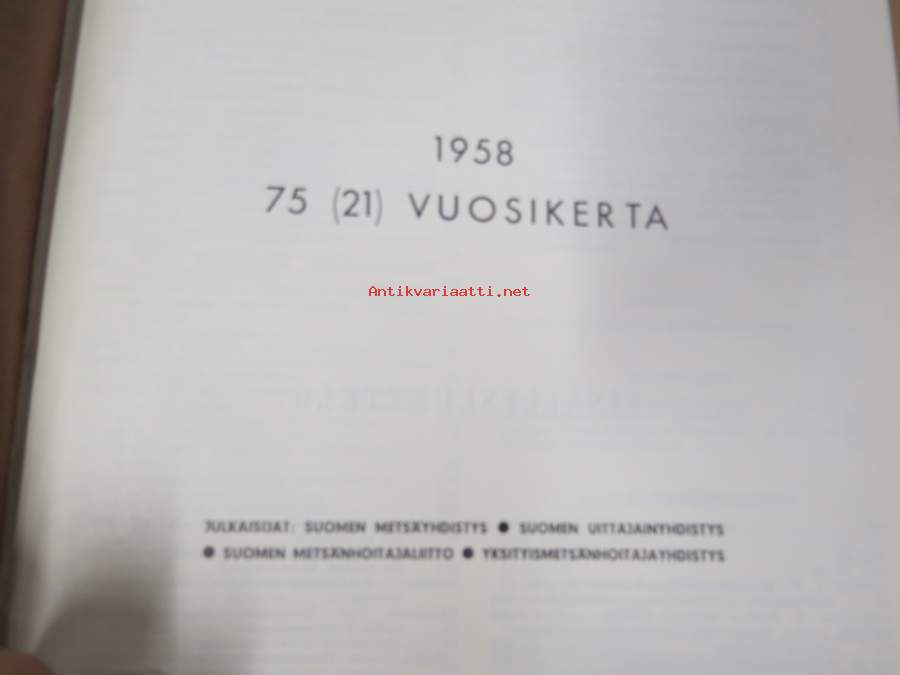 1958
75 (21) VUOSIKERTA
Antikvariaatti.net
JULKAISIJAT: SUOMEN METSÄYHDISTYS ● SUOMEN UITTAJAINYHDISTYS
● SUOMEN METSÄNHOITAJALIITTO ● YKSITYISMETSÄNHOITAJAYHDISTYS